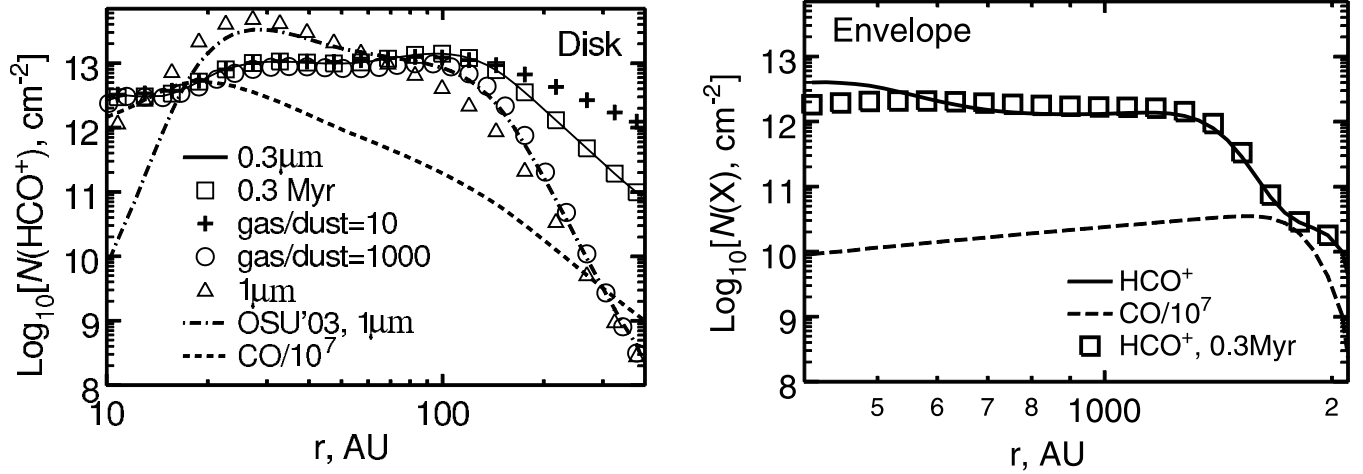 Disk
Log10[N(HCO+), cm-2]
13
12
11
10
9
8
0.3μm
0.3 Myr
gas/dust=10
gas/dust=1000
1μm
OSU'03, 1μm
CO/10^7
10
100
r, AU
Envelope
Log10[N(X), cm-2]
13
12
11
10
9
8
HCO+
CO/10^7
HCO+, 0.3Myr
5
6
7
8
1000
2
r, AU